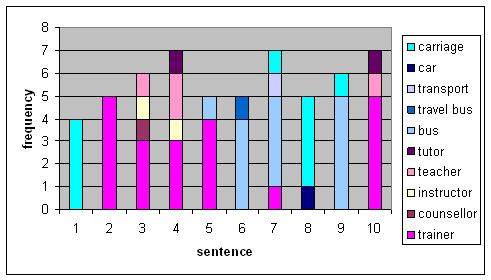 8
7
6
5
4
3
2
1
0
frequency
1 2 3 4 5 6 7 8 9 10
sentence
carriage
car
transport
travel bus
bus
tutor
teacher
instructor
counsellor
trainer